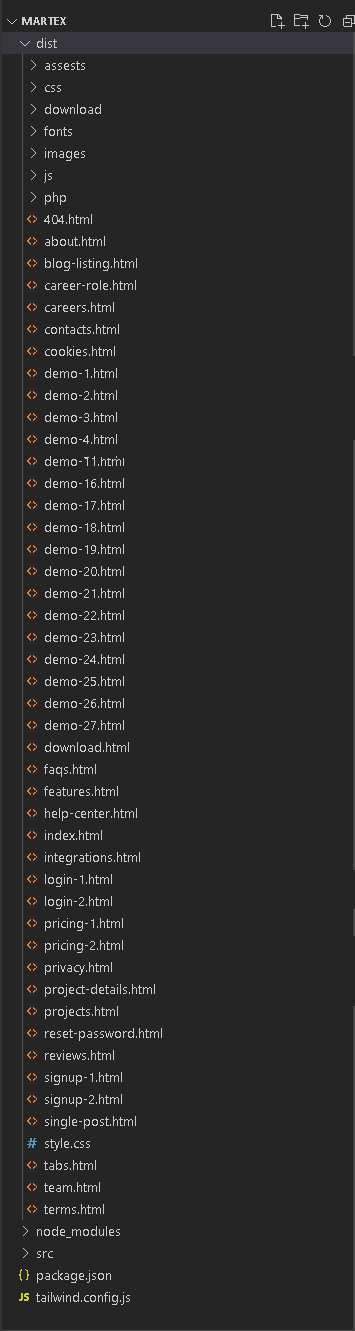 MARTEX
dist
assests
css
download
fonts
images
js
php
404.html
about.html
blog-listing.html
career-role.html
careers.html
contacts.html
cookies.html
demo-1.html
demo-2.html
demo-3.html
demo-4.html
demo-11.html
demo-16.html
demo-17.html
demo-18.html
demo-19.html
demo-20.html
demo-21.html
demo-22.html
demo-23.html
demo-24.html
demo-25.html
demo-26.html
demo-27.html
download.html
faqs.html
features.html
help-center.html
index.html
integrations.html
login-1.html
login-2.html
pricing-1.html
pricing-2.html
privacy.html
project-details.html
projects.html
reset-password.html
reviews.html
signup-1.html
signup-2.html
single-post.html
# style.css
tabs.html
team.html
terms.html
node_modules
src
{} package.json
JS tailwind.config.js